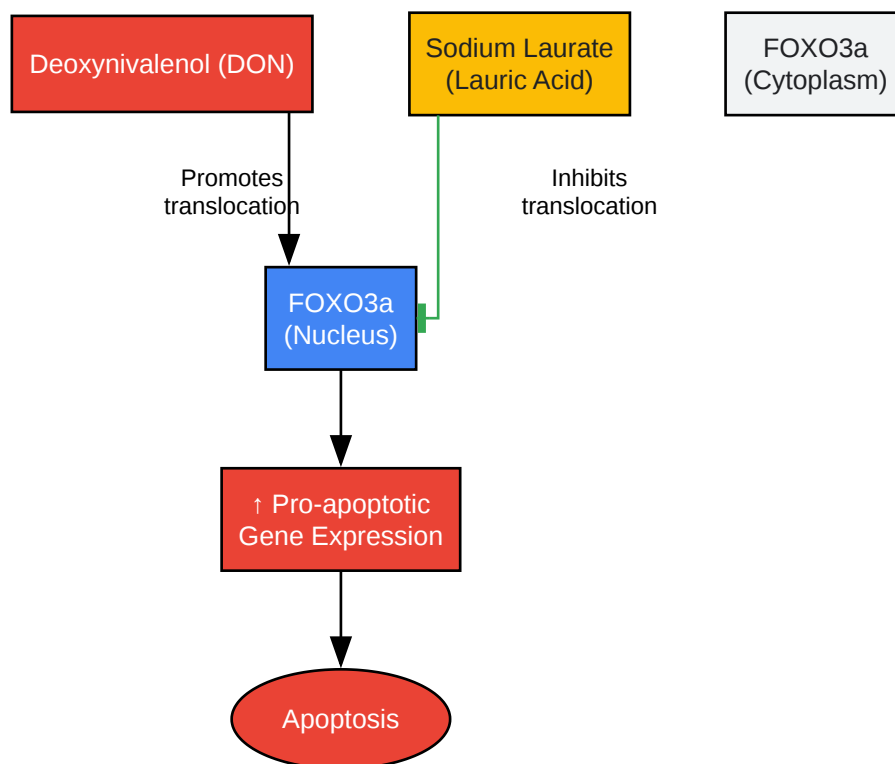 Deoxynivalenol (DON)
Sodium Laurate
(Lauric Acid)
FOXO3a
(Cytoplasm)
Promotes
translocation
Inhibits
translocation
FOXO3a
(Nucleus)
↑ Pro-apoptotic
Gene Expression
Apoptosis